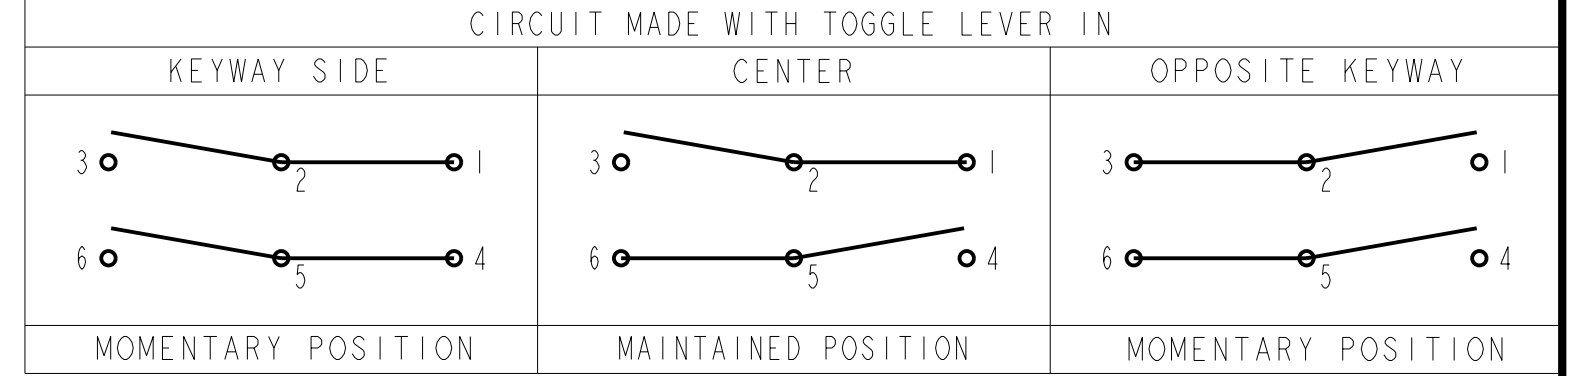 CIRCUIT MADE WITH TOGGLE LEVER IN
KEYWAY SIDE
CENTER
OPPOSITE KEYWAY
3 2 1
6 5 4
3 2 1
6 5 4
3 2 1
6 5 4
MOMENTARY POSITION
MAINTAINED POSITION
MOMENTARY POSITION